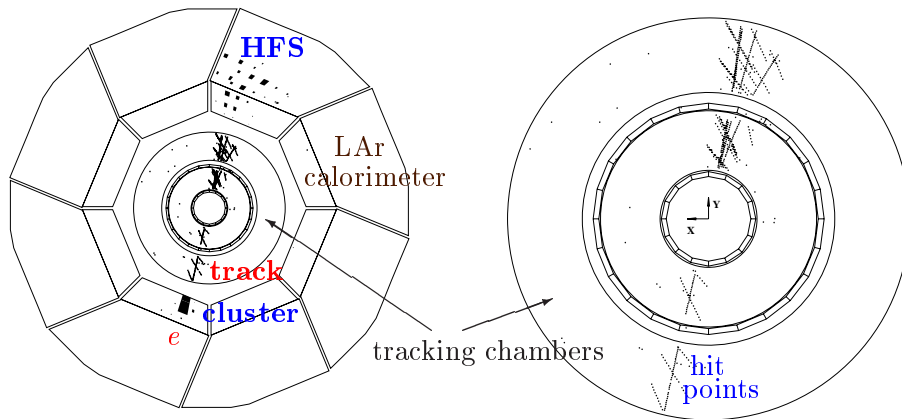 HFS
LAr
calorimeter
track
cluster
e
tracking chambers
Y
X
hit
points